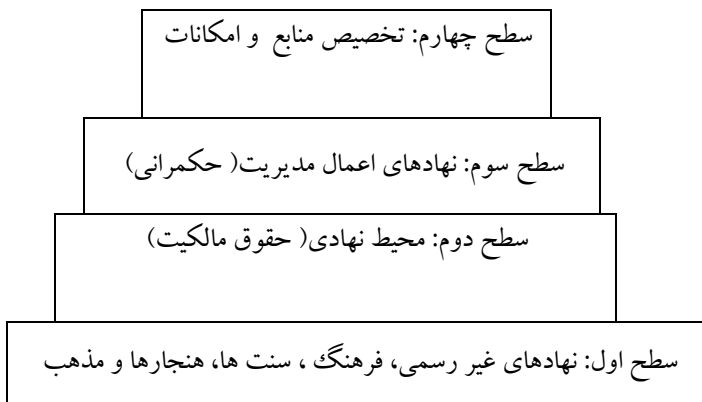 سطح چهارم: تخصیص منابع و امکانات
سطح سوم: نهادهای اعمال مدیریت( حکمرانی)
سطح دوم: محیط نهادی( حقوق مالکیت)
سطح اول: نهادهای غیر رسمی، فرهنگ ، سنت ها، هنجارها و مذهب